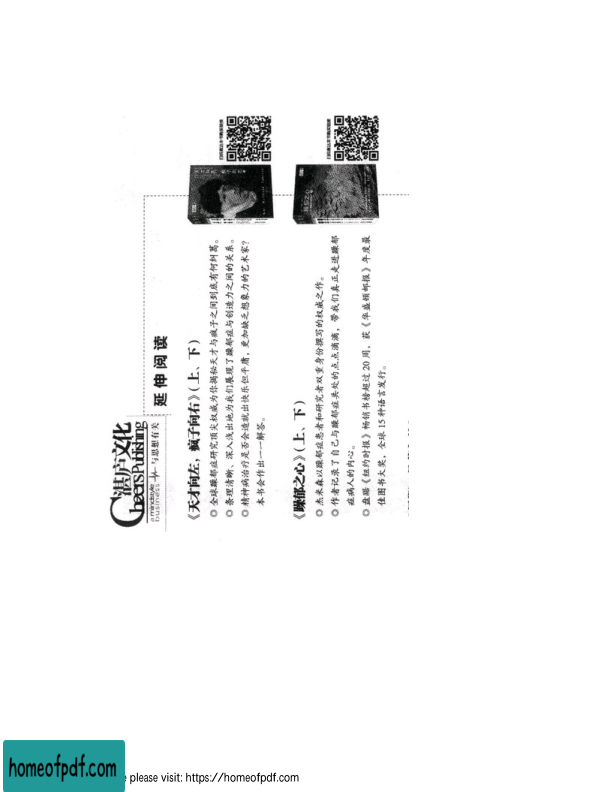 湛庐文化
Cheers Publishing
a mindstyle business
与思想有关
延伸阅读
《天才向左，疯子向右》（上、下）
◎ 全球躁郁症研究顶尖权威为你揭秘天才与疯子之间到底有何纠葛。
◎ 条理清晰、深入浅出地为我们展现了躁郁症与创造力之间的关系。
◎ 精神病治疗是否会造就出快乐但平庸，更加缺乏想象力的艺术家？
本书会作出一一解答。
《躁郁之心》（上、下）
◎ 杰米森以躁郁症患者和研究者双重身份撰写的权威之作。
◎ 作者记录了自己与躁郁症共处的点点滴滴，带我们真正走进躁郁
症病人的内心。
◎ 盘踞《纽约时报》畅销书榜超过 20 周，获《华盛顿邮报》年度最
佳图书大奖，全球 15 种语言发行。
homeofpdf.com
please visit: https://homeofpdf.com